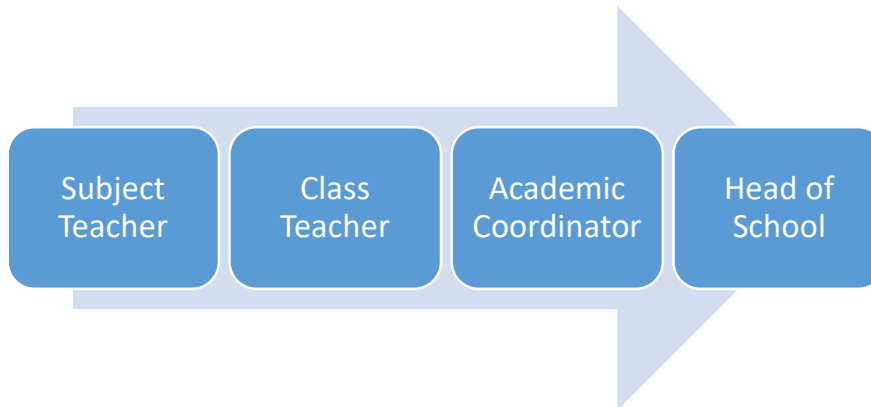 Subject
Teacher
Class
Teacher
Academic
Coordinator
Head of
School